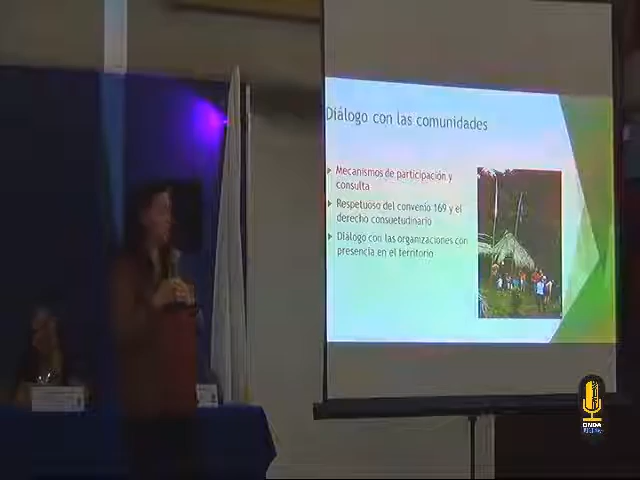 Diálogo con las comunidades
Mecanismos de participación y
consulta
Respetuoso del convenio 169 y el
derecho consuetudinario
Diálogo con las organizaciones con
presencia en el territorio
ONDA